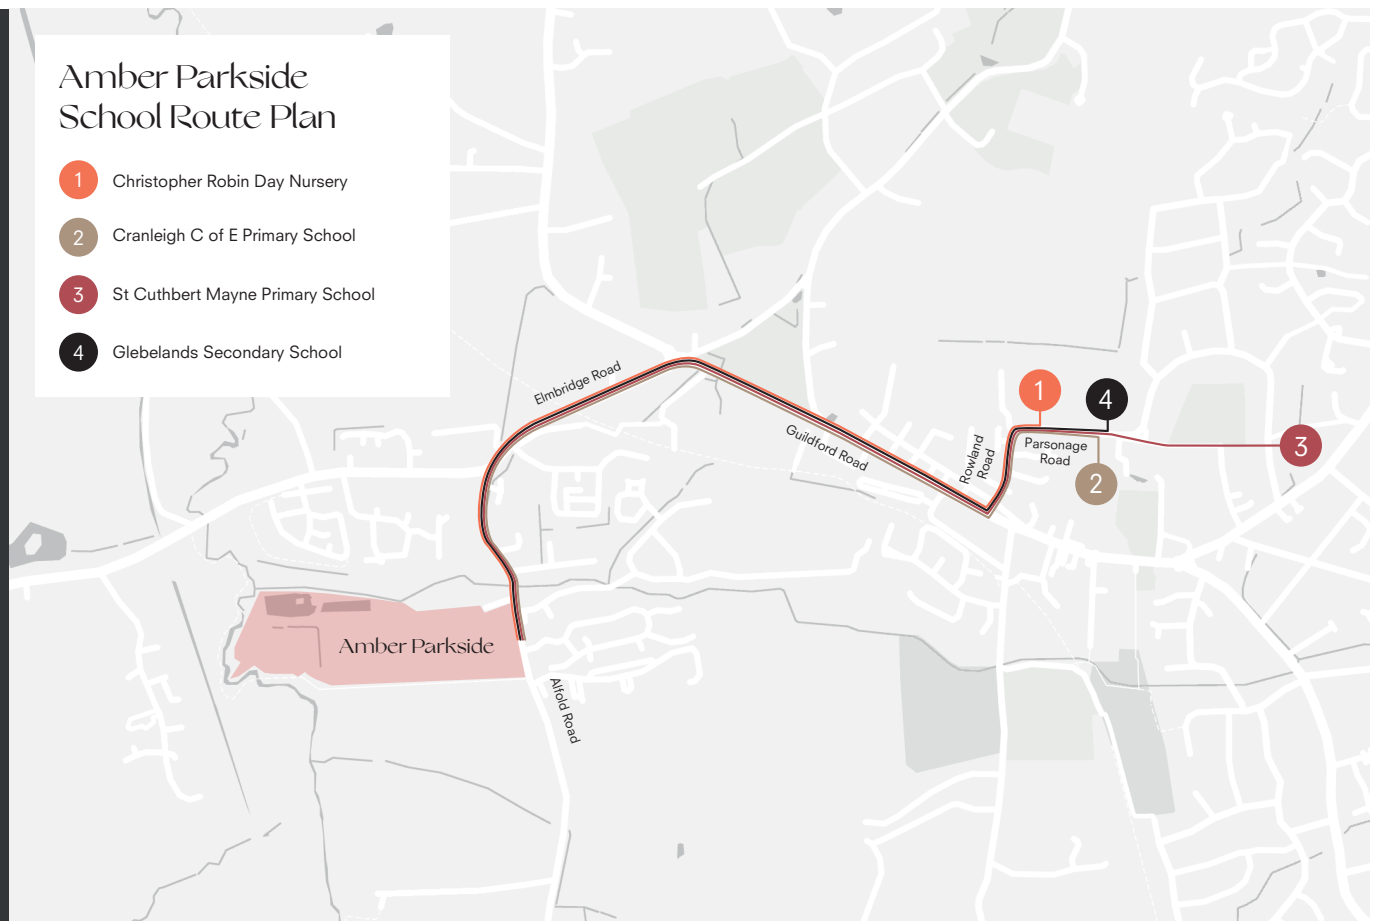 Amber Parkside
School Route Plan
1 Christopher Robin Day Nursery
2 Cranleigh C of E Primary School
3 St Cuthbert Mayne Primary School
4 Glebelands Secondary School
Elmbridge Road
Guildford Road
Rowland
Road
1
4
Parsonage
Road
3
2
Amber Parkside
Alfold Road